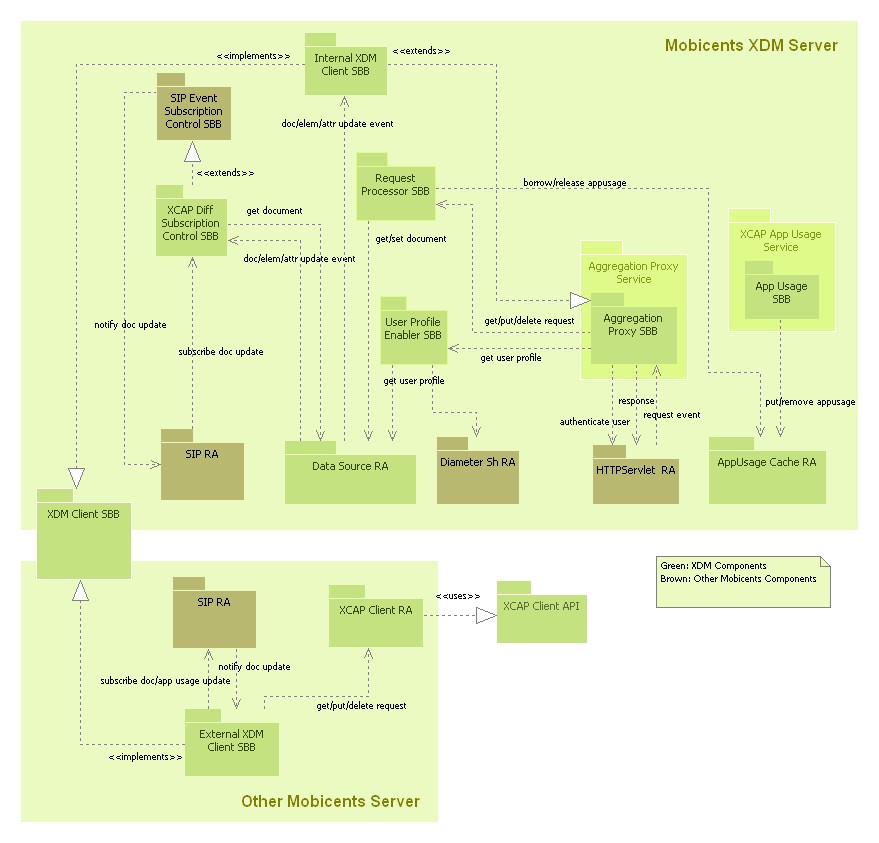 Mobicents XDM Server
<<implements>>
Internal XDM
Client SBB
<<extends>>
SIP Event
Subscription
Control SBB
doc/elem/attr update event
<<extends>>
Request
Processor SBB
borrow/release appusage
XCAP Diff
Subscription
Control SBB
get document
get/set document
doc/elem/attr update event
XCAP App Usage
Service
App Usage
SBB
Aggregation Proxy
Service
Aggregation
Proxy SBB
notify doc update
subscribe doc update
User Profile
Enabler SBB
get/put/delete request
get user profile
get user profile
response
request event
authenticate user
put/remove appusage
SIP RA
Data Source RA
Diameter Sh RA
HTTPServlet  RA
AppUsage Cache RA
XDM Client SBB
Green: XDM Components
Brown: Other Mobicents Components
SIP RA
XCAP Client RA
<<uses>>
XCAP Client API
notify doc update
subscribe doc/app usage update
get/put/delete request
External XDM
Client SBB
<<implements>>
Other Mobicents Server